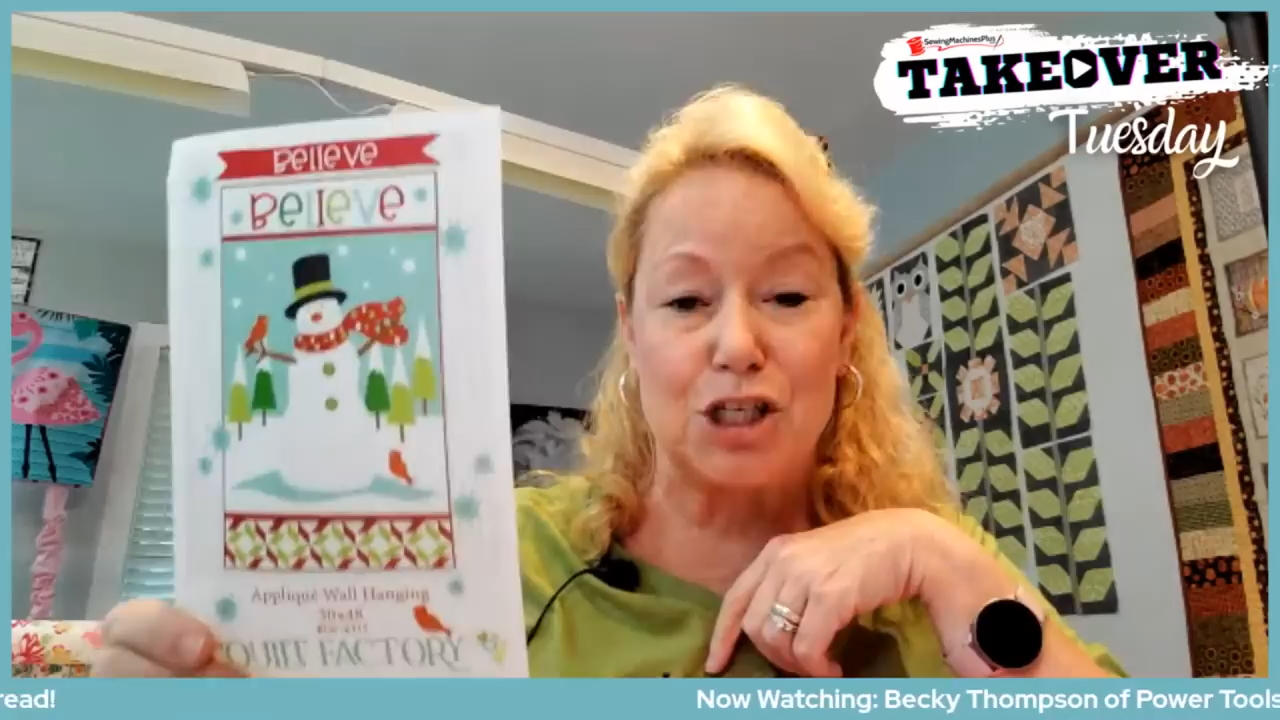 SewingMachinesPlus
TAKEOVER
Tuesday
Believe
Believe
Appliqué Wall Hanging
30x48
QUILT FACTORY
read!
Now Watching: Becky Thompson of Power Tools